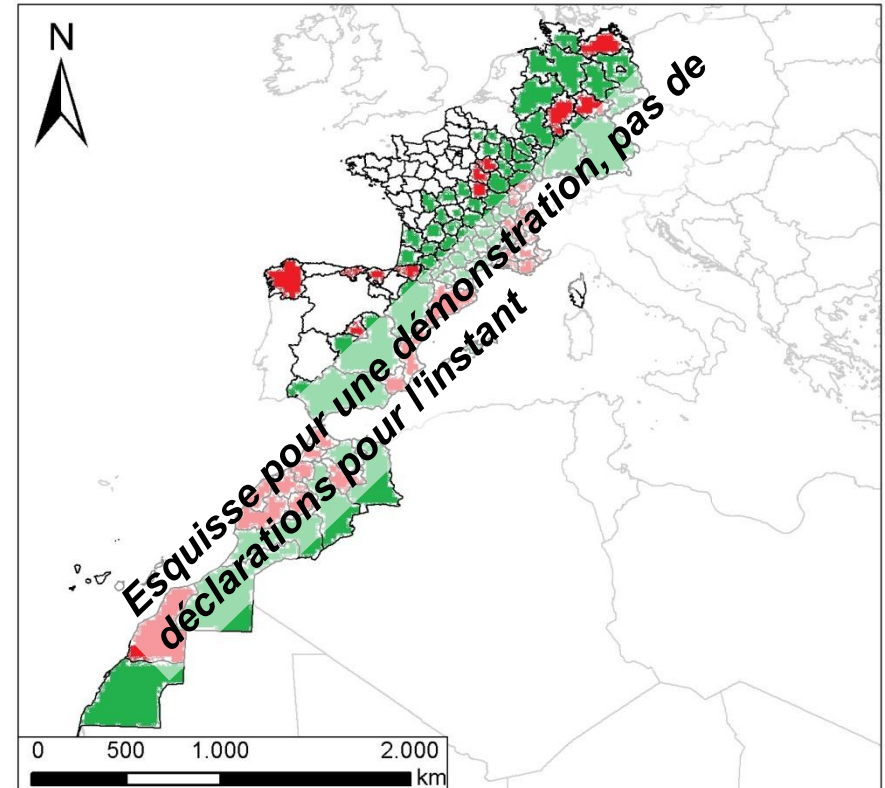 N
Esquisse pour une démonstration, pas de
déclarations pour l'instant
0 500 1.000 2.000
km